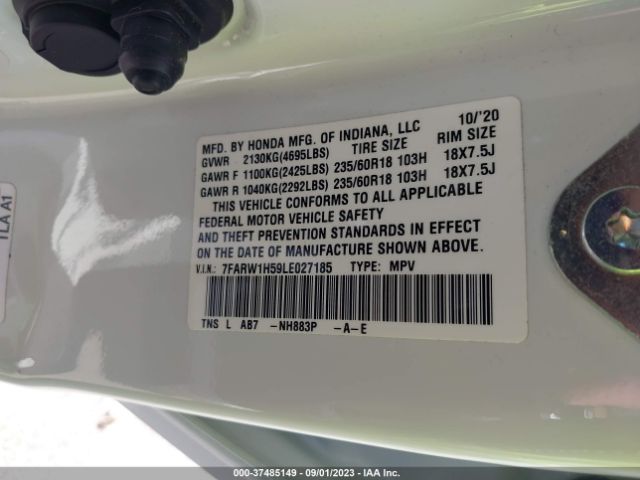 MFD. BY HONDA MFG. OF INDIANA, LLC 10/'20
GVWR 2130KG(4695LBS) TIRE SIZE RIM SIZE
GAWR F 1100KG(2425LBS) 235/60R18 103H 18X7.5J
GAWR R 1040KG(2292LBS) 235/60R18 103H 18X7.5J
THIS VEHICLE CONFORMS TO ALL APPLICABLE
FEDERAL MOTOR VEHICLE SAFETY
AND THEFT PREVENTION STANDARDS IN EFFECT
ON THE DATE OF MANUFACTURE SHOWN ABOVE.
V.I.N.: 7FARW1H59LE027185 TYPE: MPV
TNS L AB7 -NH883P -A-E
TLA A1
000-37485149 - 09/01/2023 - IAA Inc.